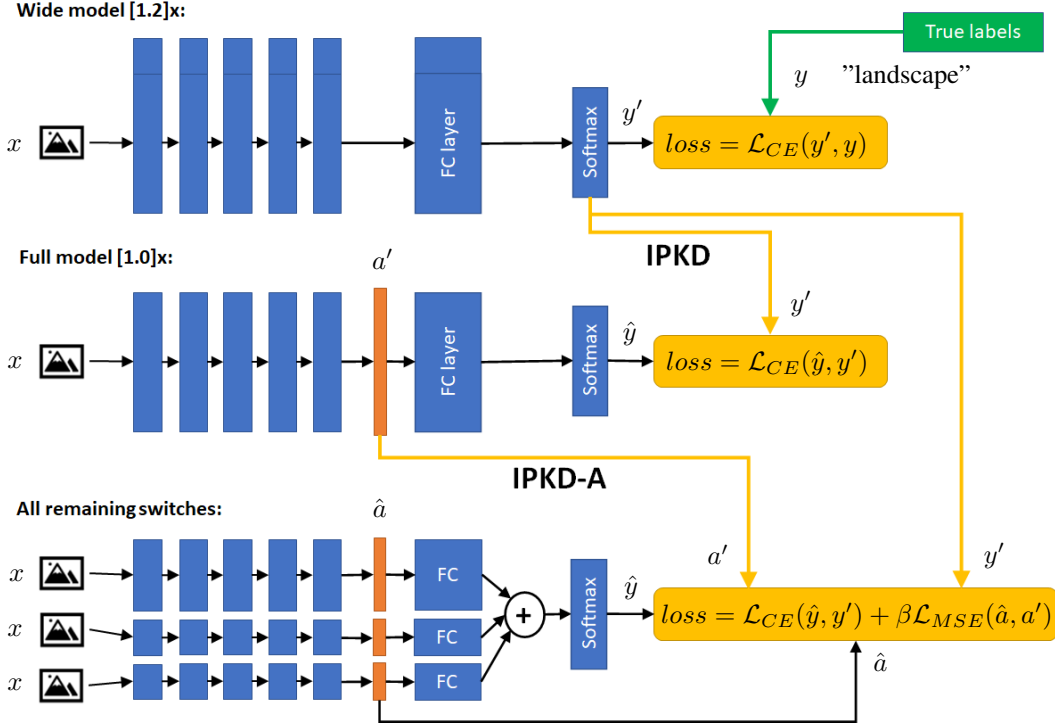 Wide model [1.2]x:
True labels
y "landscape"
x
FC layer
Softmax
y′
loss = ℒ_CE(y′, y)
IPKD
y′
Full model [1.0]x:
a′
x
FC layer
Softmax
ŷ
loss = ℒ_CE(ŷ, y′)
IPKD-A
All remaining switches:
â
a′
y′
x
FC
x
FC
+
Softmax
ŷ
loss = ℒ_CE(ŷ, y′) + βℒ_MSE(â, a′)
x
FC
â